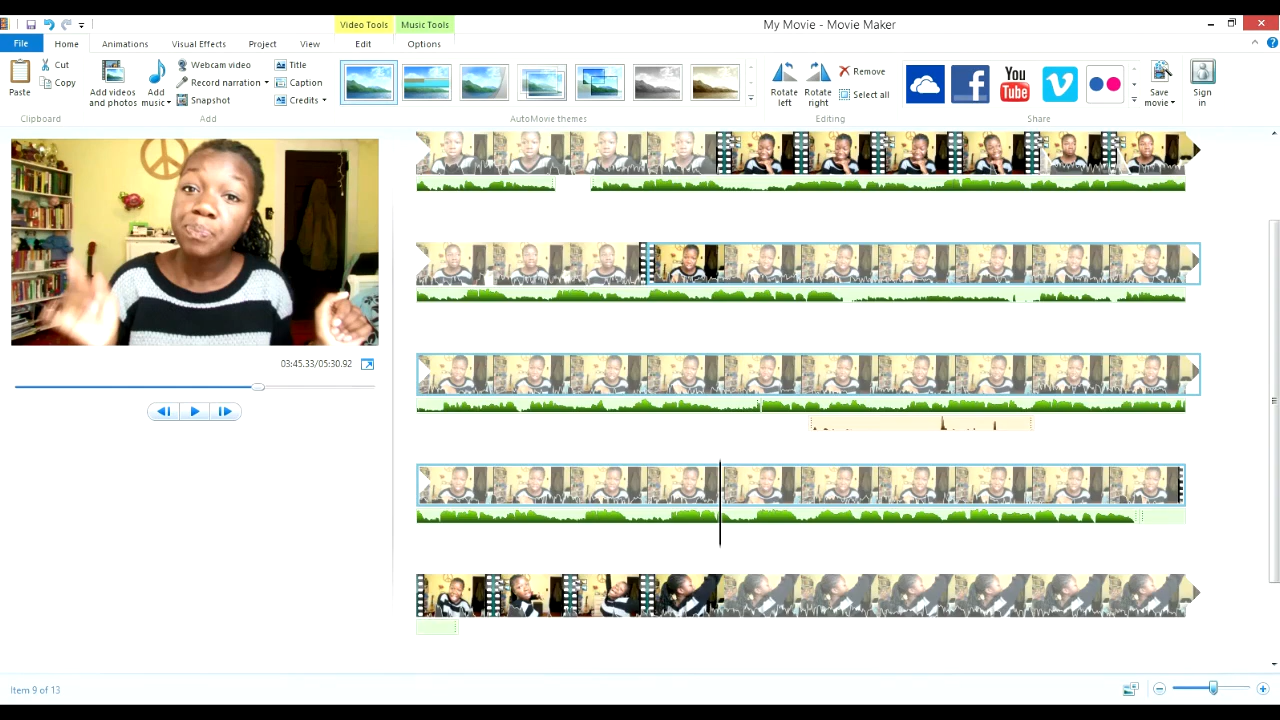 Video Tools Music Tools My Movie - Movie Maker
File Home Animations Visual Effects Project View Edit Options
Paste
Cut
Copy
Clipboard
Add videos
and photos
Add
music
Webcam video
Record narration
Snapshot
Title
Caption
Credits
Add
AutoMovie themes
Rotate
left
Rotate
right
Remove
Select all
Editing
f
You
Tube
Share
Save
movie
Sign
in
03:45.33/05:30.92
Item 9 of 13